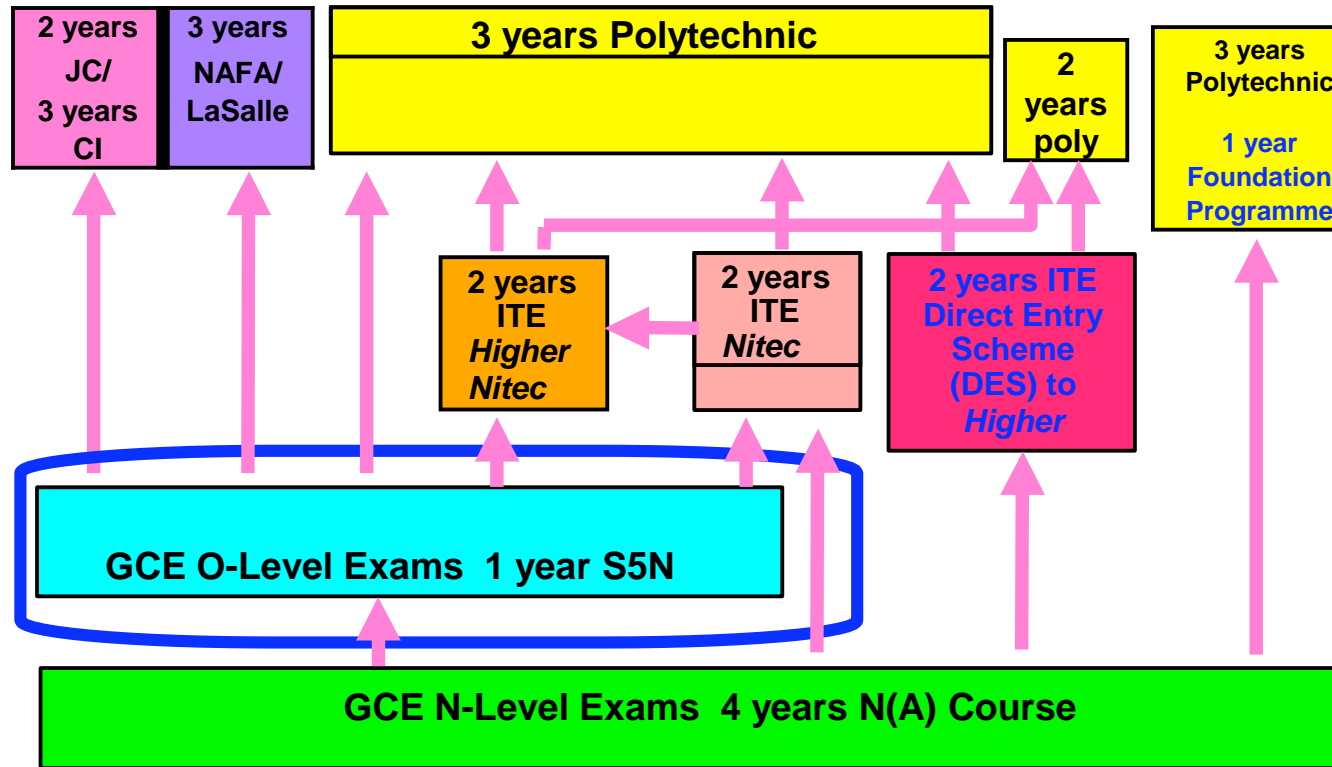 2 years
JC/
3 years
CI
3 years
NAFA/
LaSalle
3 years Polytechnic
2
years
poly
3 years
Polytechnic
1 year
Foundation
Programme
2 years
ITE
Higher
Nitec
2 years
ITE
Nitec
2 years ITE
Direct Entry
Scheme
(DES) to
Higher
GCE O-Level Exams 1 year S5N
GCE N-Level Exams 4 years N(A) Course